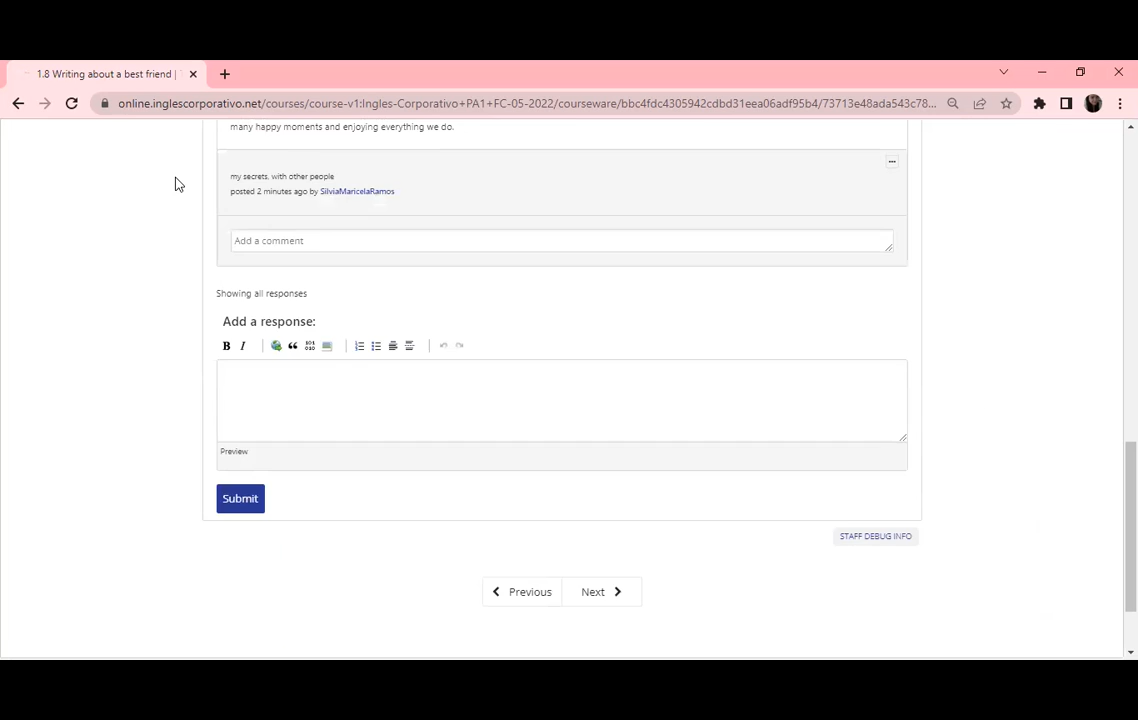 1.8 Writing about a best friend |
online.inglescorporativo.net/courses/course-v1:Ingles-Corporativo+PA1+FC-05-2022/courseware/bbc4fdc4305942cdbd31eea06adf95b4/73713e48ada543c78...
many happy moments and enjoying everything we do.
my secrets, with other people
posted 2 minutes ago by SilviaMaricelaRamos
Add a comment
Showing all responses
Add a response:
B I
Preview
Submit
STAFF DEBUG INFO
Previous Next